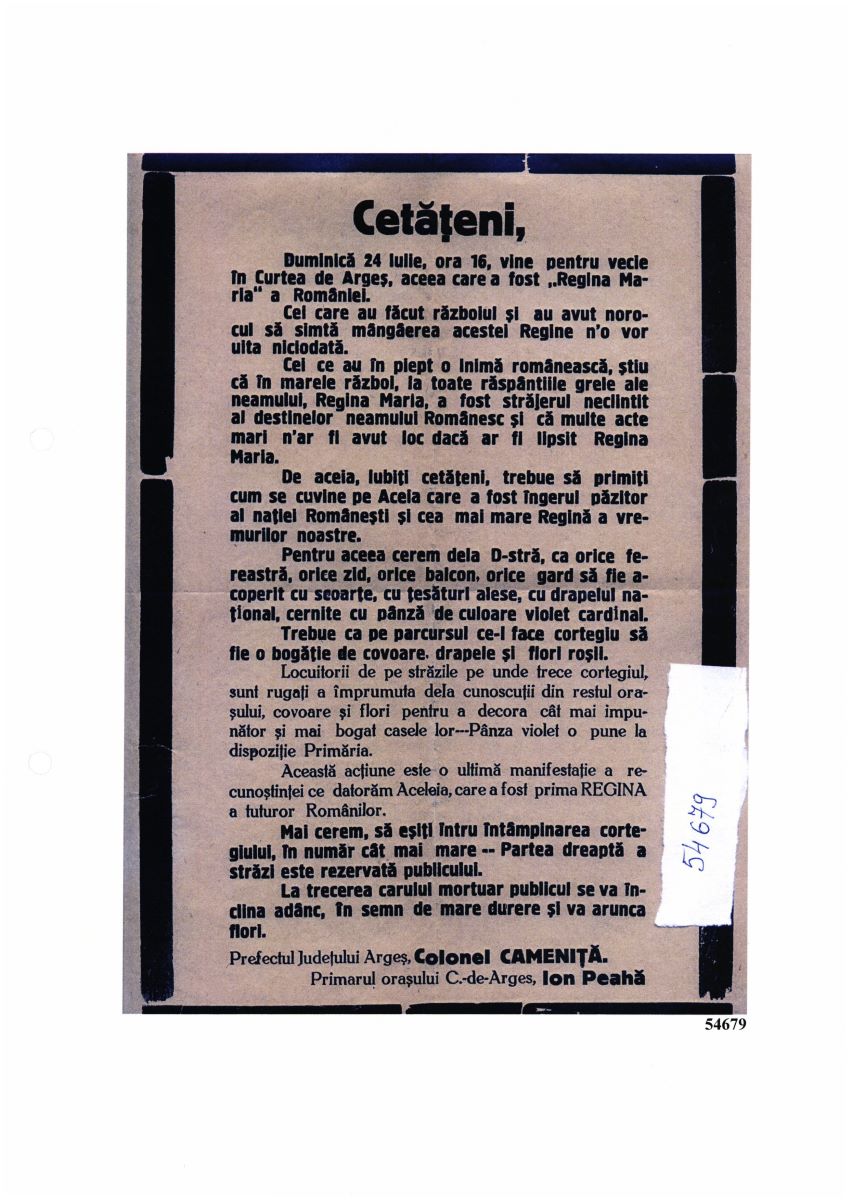 Cetăţeni,
Duminică 24 Iulie, ora 16, vine pentru vecie
în Curtea de Argeş, aceea care a fost „Regina Ma-
ria“ a României.
Cei care au făcut războiul şi au avut noro-
cul să simtă mângâerea acestei Regine n'o vor
uita niciodată.
Cei ce au în piept o inimă românească, ştiu
că în marele război, la toate răspântiile grele ale
neamului, Regina Maria, a fost străjerul neclintit
al destinelor neamului Românesc şi că multe acte
mari n'ar fi avut loc dacă ar fi lipsit Regina
Maria.
De aceia, iubiţi cetăţeni, trebue să primiţi
cum se cuvine pe Aceia care a fost îngerul păzitor
al naţiei Româneşti şi cea mai mare Regină a vre-
murilor noastre.
Pentru aceea cerem dela D-stră, ca orice fe-
reastră, orice zid, orice balcon, orice gard să fie a-
coperit cu scoarţe, cu ţesături alese, cu drapelul na-
ţional, cernite cu pânză de culoare violet cardinal.
Trebue ca pe parcursul ce-l face cortegiu să
fie o bogăţie de covoare. drapele şi flori roşii.
Locuitorii de pe străzile pe unde trece cortegiul,
sunt rugaţi a împrumuta dela cunoscuţii din restul ora-
şului, covoare şi flori pentru a decora cât mai impu-
nător şi mai bogat casele lor---Pânza violet o pune la
dispoziţie Primăria.
Această acţiune este o ultimă manifestaţie a re-
cunoştinţei ce datorăm Aceleia, care a fost prima REGINA
a tuturor Românilor.
Mai cerem, să eşiţi întru întâmpinarea corte-
giului, în număr cât mai mare -- Partea dreaptă a
străzi este rezervată publicului.
La trecerea carului mortuar publicul se va în-
clina adânc, în semn de mare durere şi va arunca
flori.
Prefectul Judeţului Argeş, Colonel CAMENIŢĂ.
Primarul oraşului C.-de-Arges, Ion Peahă
54679
54679